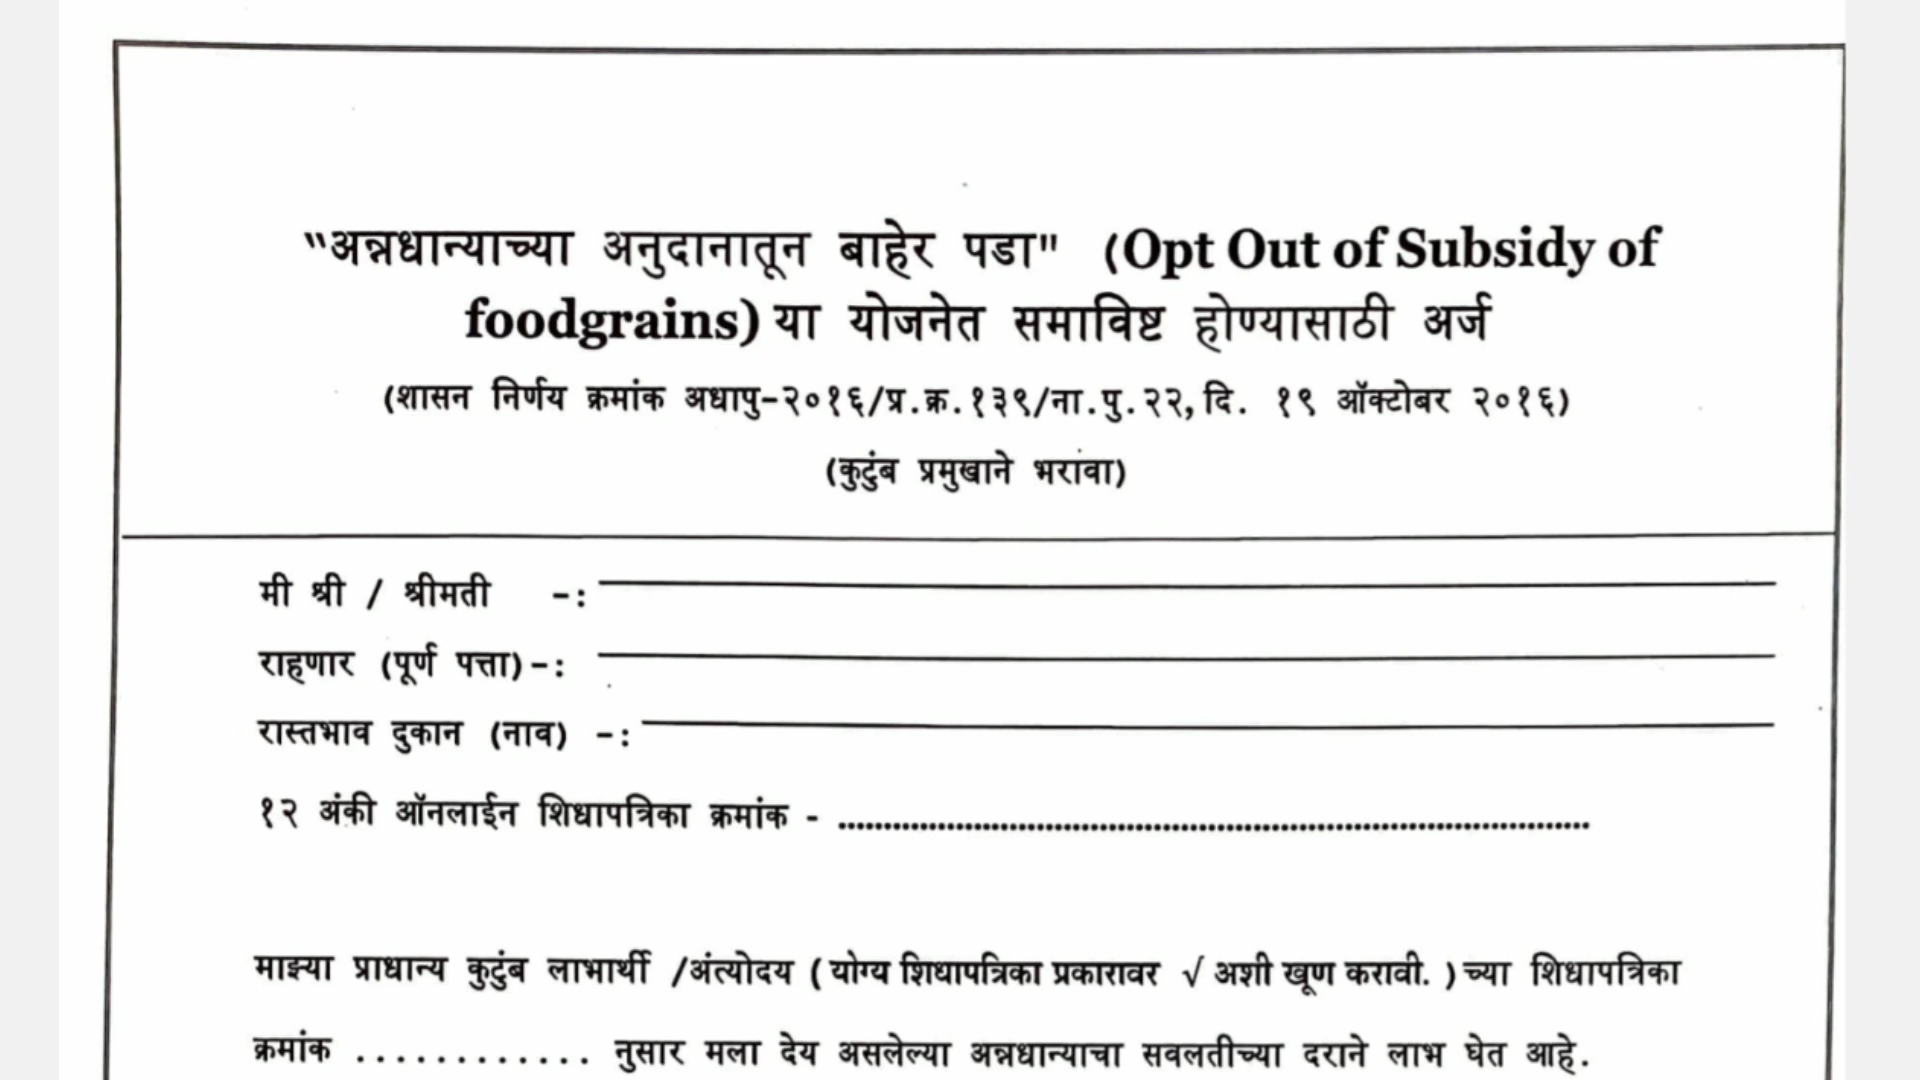 "अन्नधान्याच्या अनुदानातून बाहेर पडा" (Opt Out of Subsidy of
foodgrains) या योजनेत समाविष्ट होण्यासाठी अर्ज
(शासन निर्णय क्रमांक अधापु-२०१६/प्र.क्र.१३९/ना.पु.२२,दि. १९ ऑक्टोबर २०१६)
(कुटुंब प्रमुखाने भरावा)
मी श्री / श्रीमती -:
राहणार (पूर्ण पत्ता)-:
रास्तभाव दुकान (नाव) -:
१२ अंकी ऑनलाईन शिधापत्रिका क्रमांक - ........................................................................
माझ्या प्राधान्य कुटुंब लाभार्थी /अंत्योदय ( योग्य शिधापत्रिका प्रकारावर √ अशी खूण करावी. )च्या शिधापत्रिका
क्रमांक ............ नुसार मला देय असलेल्या अन्नधान्याचा सवलतीच्या दराने लाभ घेत आहे.